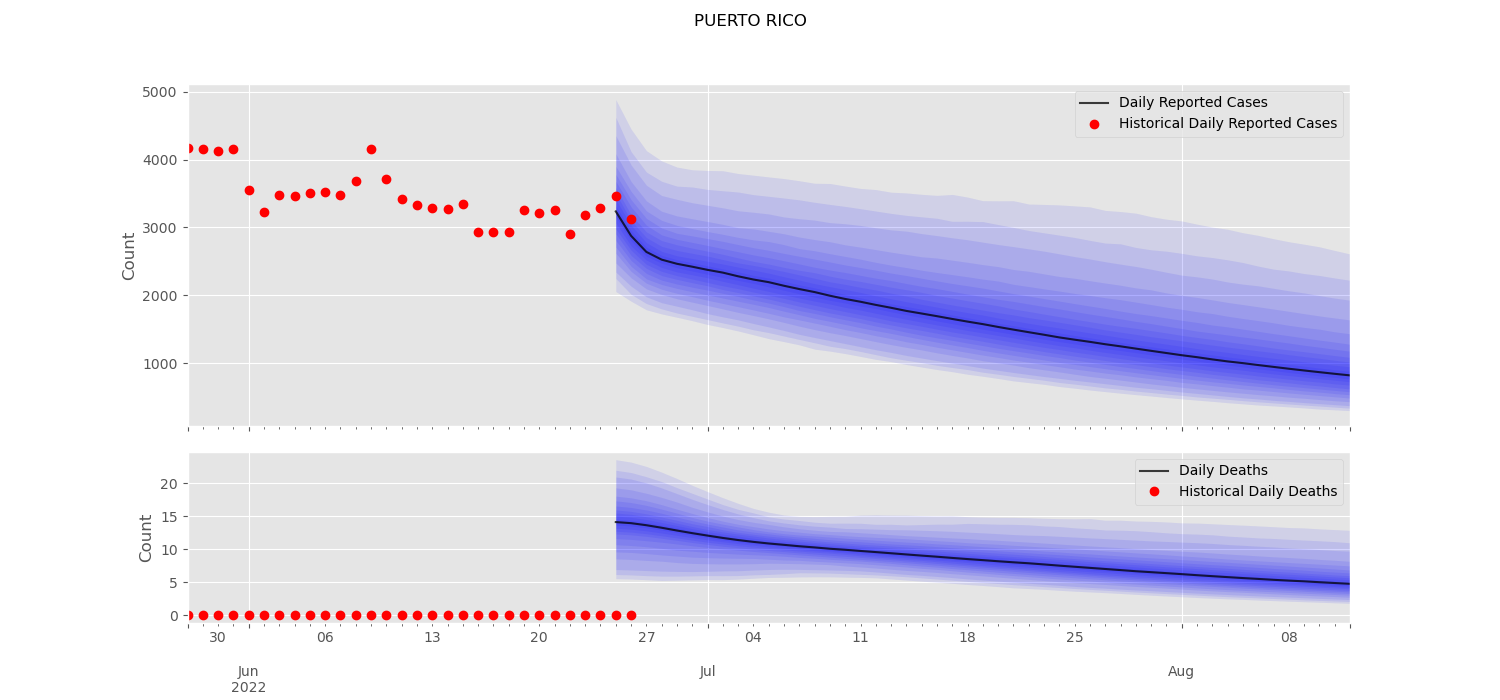 PUERTO RICO
5000
4000
3000
2000
1000
Count
Daily Reported Cases
Historical Daily Reported Cases
20
15
10
5
0
Count
Daily Deaths
Historical Daily Deaths
30 06 13 20 27 04 11 18 25 08
Jun Jul Aug
2022